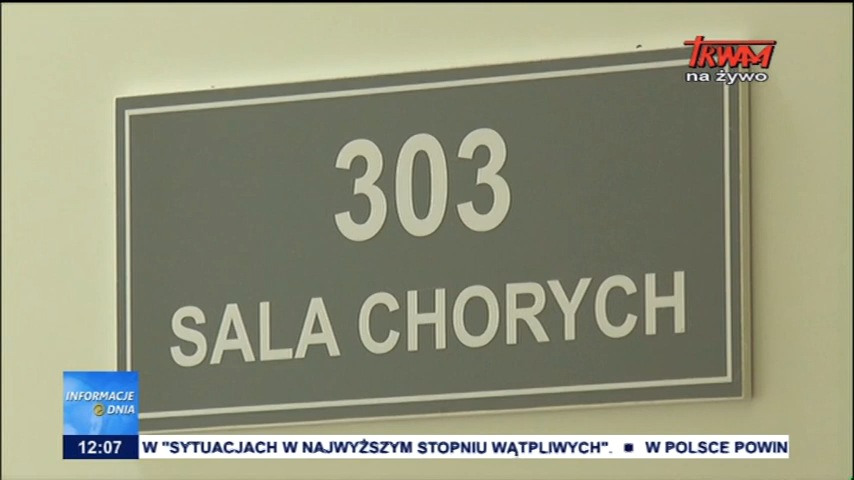 TRWAM
na żywo
303
SALA CHORYCH
INFORMACJE
DNIA
12:07 W "SYTUACJACH W NAJWYŻSZYM STOPNIU WĄTPLIWYCH". ■ W POLSCE POWIN